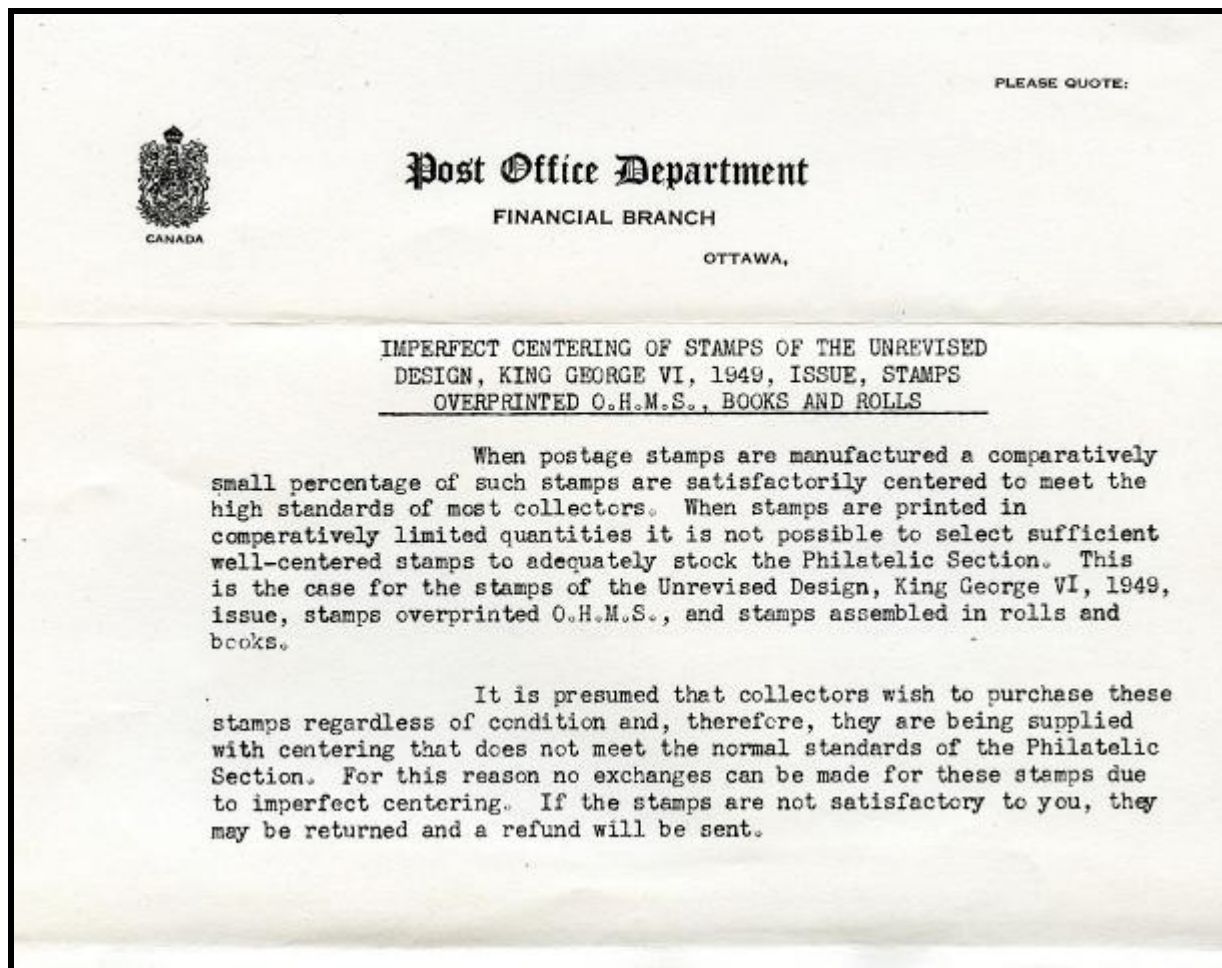 PLEASE QUOTE:
Post Office Department
FINANCIAL BRANCH
CANADA
OTTAWA,
IMPERFECT CENTERING OF STAMPS OF THE UNREVISED
DESIGN, KING GEORGE VI, 1949, ISSUE, STAMPS
OVERPRINTED O.H.M.S., BOOKS AND ROLLS
When postage stamps are manufactured a comparatively
small percentage of such stamps are satisfactorily centered to meet the
high standards of most collectors. When stamps are printed in
comparatively limited quantities it is not possible to select sufficient
well-centered stamps to adequately stock the Philatelic Section. This
is the case for the stamps of the Unrevised Design, King George VI, 1949,
issue, stamps overprinted O.H.M.S., and stamps assembled in rolls and
books.
It is presumed that collectors wish to purchase these
stamps regardless of condition and, therefore, they are being supplied
with centering that does not meet the normal standards of the Philatelic
Section. For this reason no exchanges can be made for these stamps due
to imperfect centering. If the stamps are not satisfactory to you, they
may be returned and a refund will be sent.